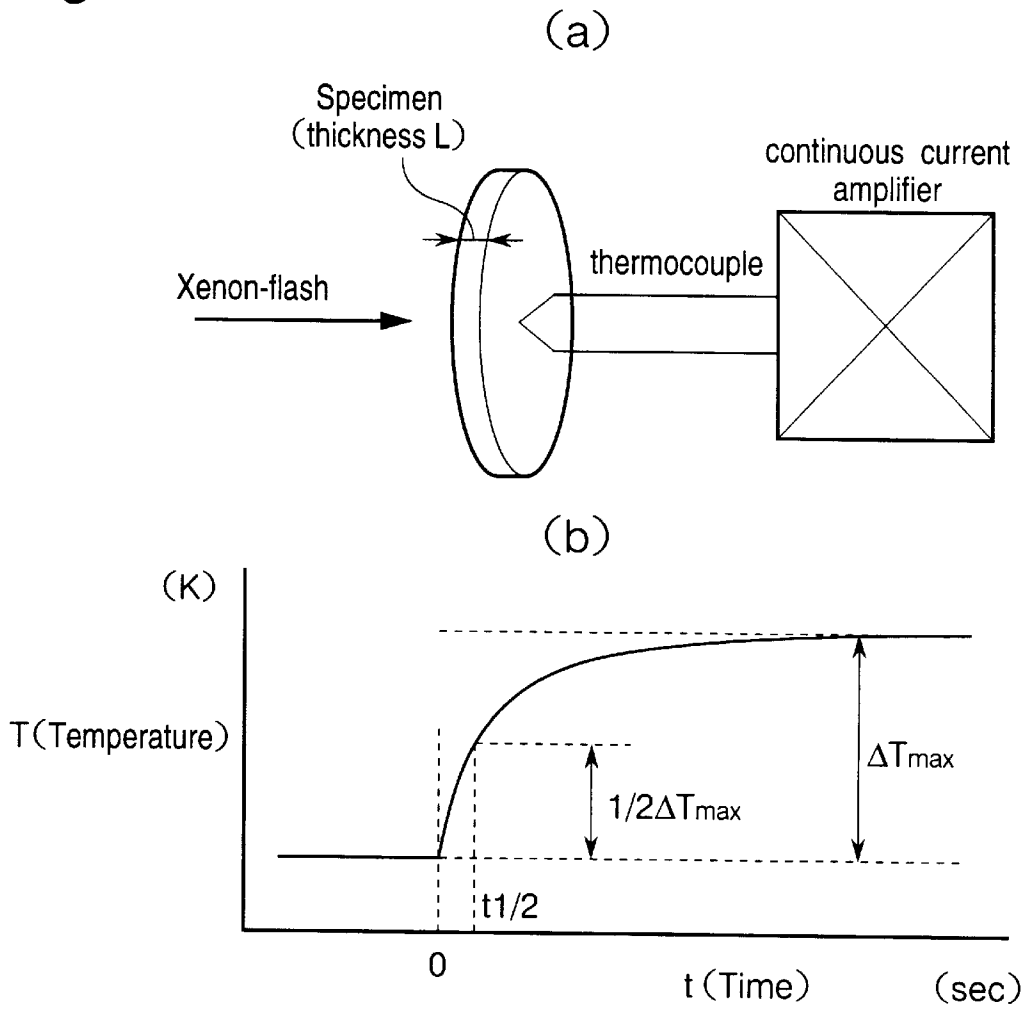 (a)
Specimen
(thickness L)
continuous current
amplifier
thermocouple
Xenon-flash
(b)
(K)
T(Temperature)
ΔTmax
1/2ΔTmax
t1/2
0
t(Time)
(sec)